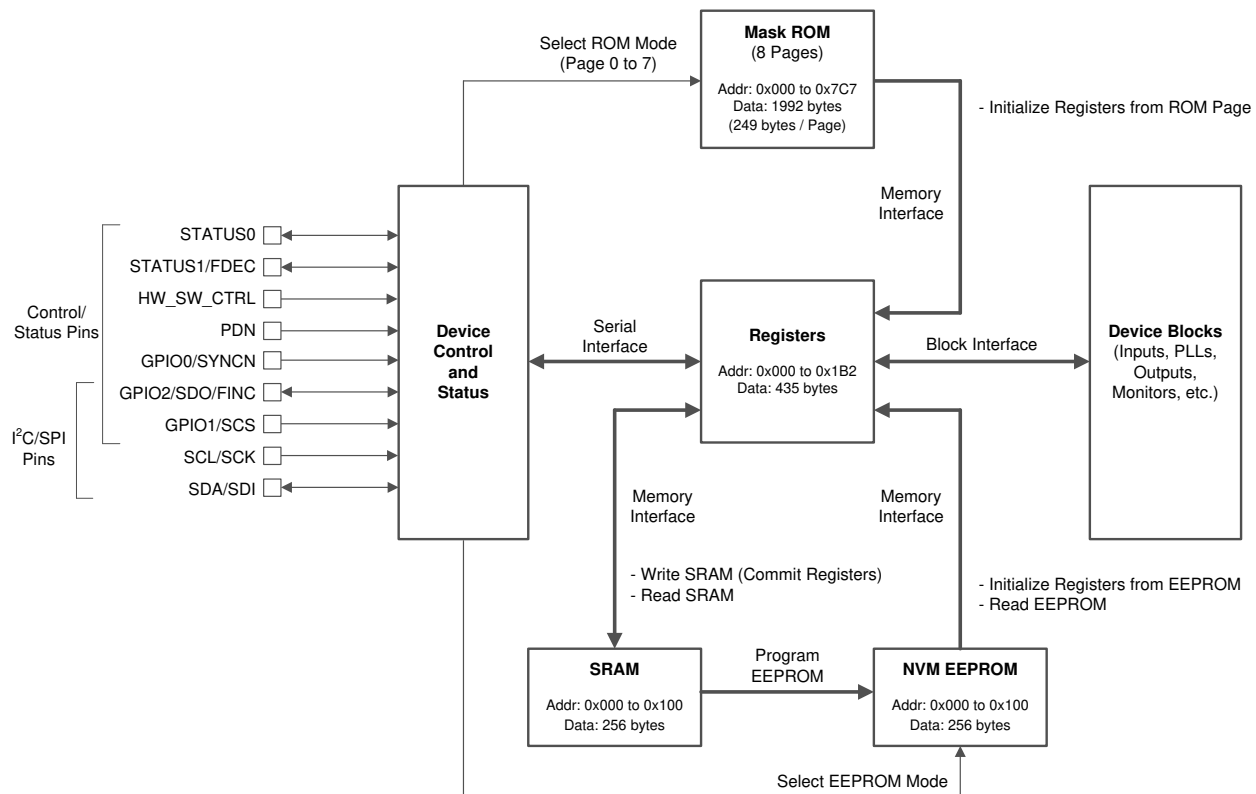 Mask ROM
(8 Pages)
Addr: 0x000 to 0x7C7
Data: 1992 bytes
(249 bytes / Page)
Select ROM Mode
(Page 0 to 7)
- Initialize Registers from ROM Page
Memory
Interface
STATUS0
STATUS1/FDEC
HW_SW_CTRL
PDN
GPIO0/SYNCN
GPIO2/SDO/FINC
GPIO1/SCS
SCL/SCK
SDA/SDI
Control/
Status Pins
I²C/SPI
Pins
Device
Control
and
Status
Serial
Interface
Registers
Addr: 0x000 to 0x1B2
Data: 435 bytes
Block Interface
Device Blocks
(Inputs, PLLs,
Outputs,
Monitors, etc.)
Memory
Interface
- Write SRAM (Commit Registers)
- Read SRAM
Memory
Interface
- Initialize Registers from EEPROM
- Read EEPROM
SRAM
Addr: 0x000 to 0x100
Data: 256 bytes
Program
EEPROM
NVM EEPROM
Addr: 0x000 to 0x100
Data: 256 bytes
Select EEPROM Mode